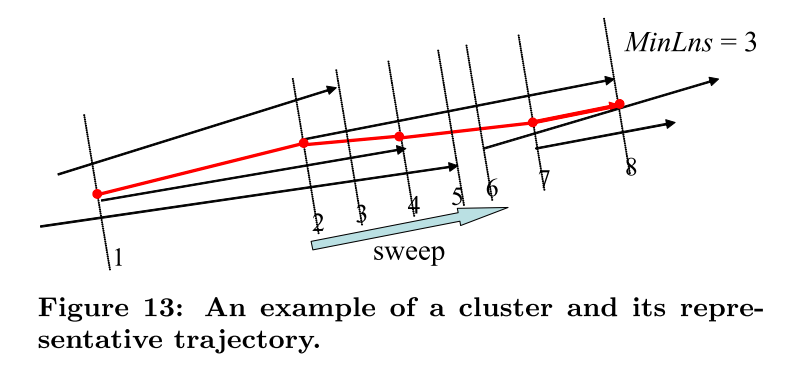 MinLns = 3
1
2
3
4
5
6
7
8
sweep
Figure 13: An example of a cluster and its repre-
sentative trajectory.